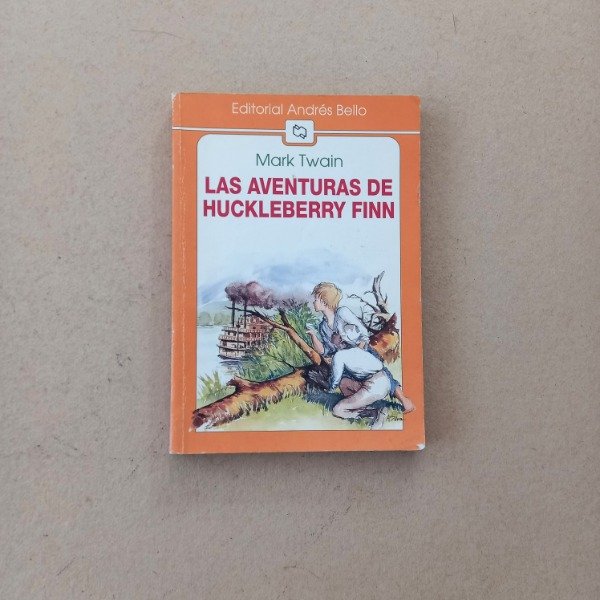 Editorial Andrés Bello
Mark Twain
LAS AVENTURAS DE
HUCKLEBERRY FINN